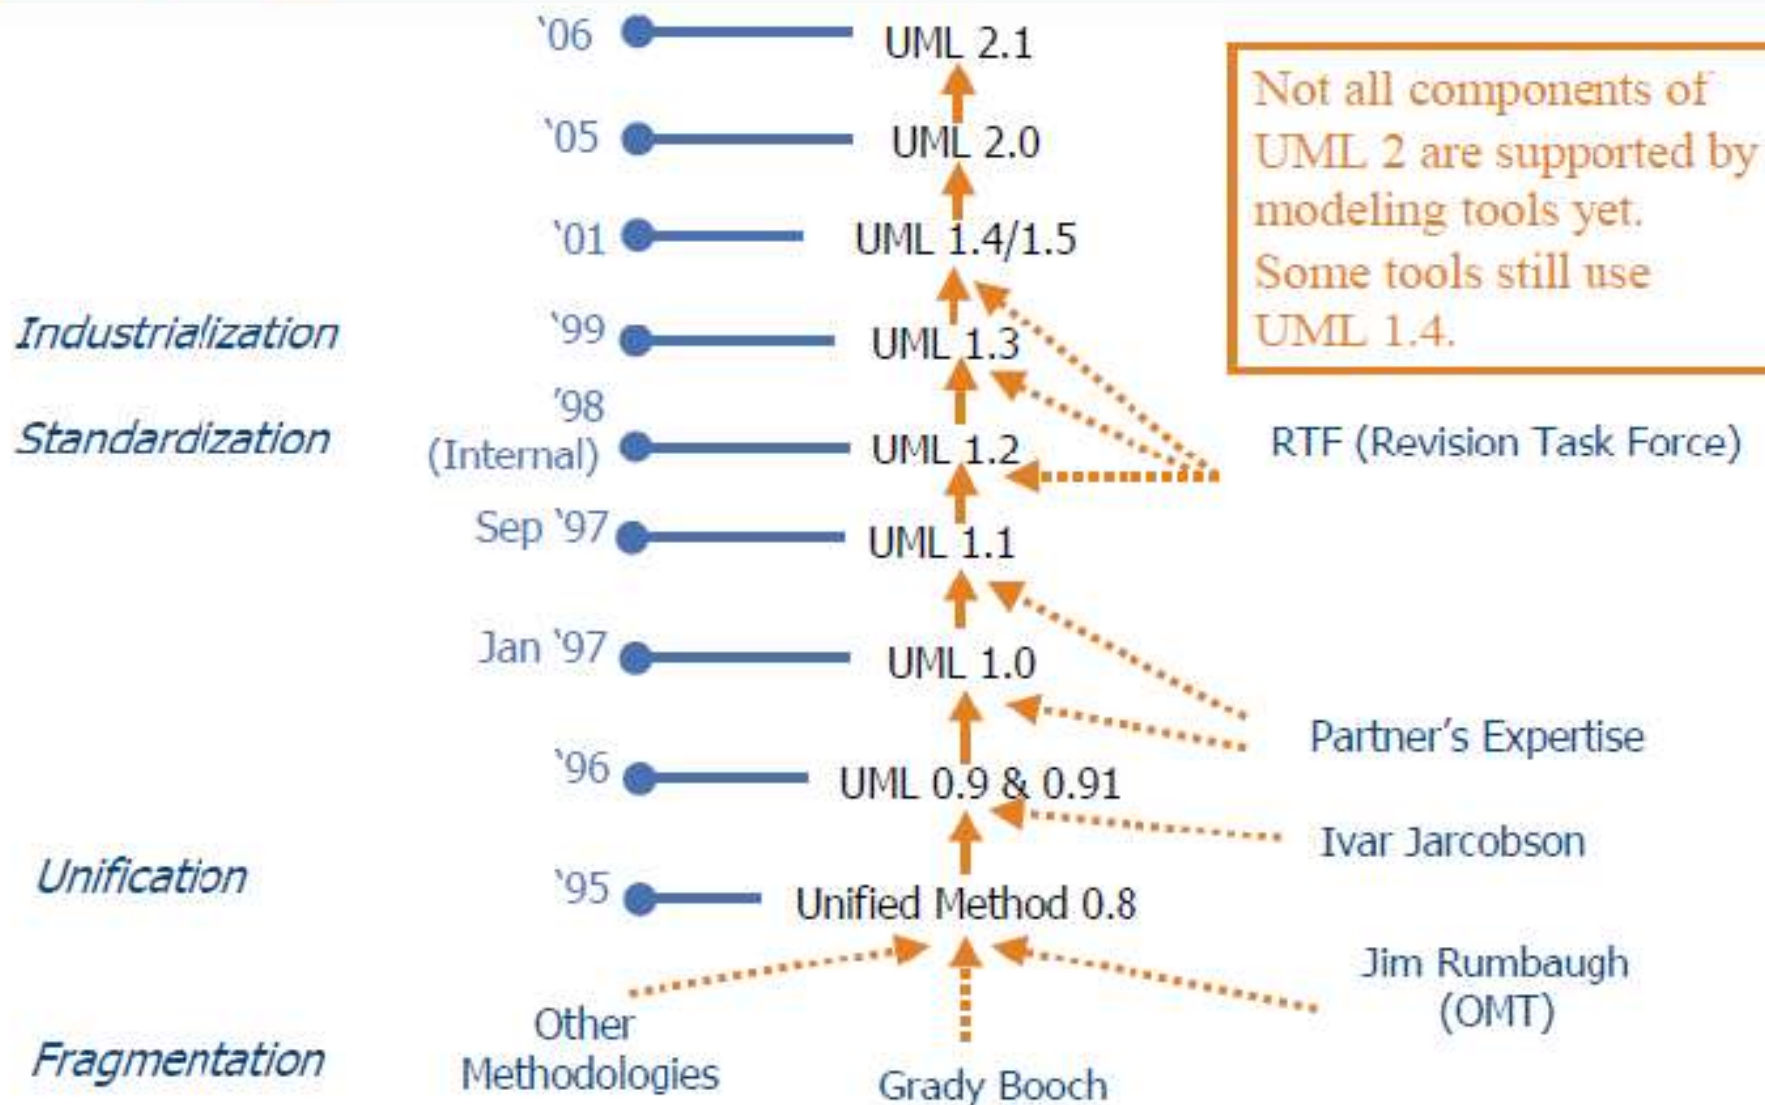 ‘06
UML 2.1
Not all components of
UML 2 are supported by
modeling tools yet.
Some tools still use
UML 1.4.
‘05
UML 2.0
‘01
UML 1.4/1.5
Industrialization
‘99
UML 1.3
Standardization
’98
(Internal)
UML 1.2
RTF (Revision Task Force)
Sep ‘97
UML 1.1
Jan ‘97
UML 1.0
Partner’s Expertise
‘96
UML 0.9 & 0.91
Ivar Jarcobson
Unification
‘95
Unified Method 0.8
Jim Rumbaugh
(OMT)
Other
Methodologies
Grady Booch
Fragmentation